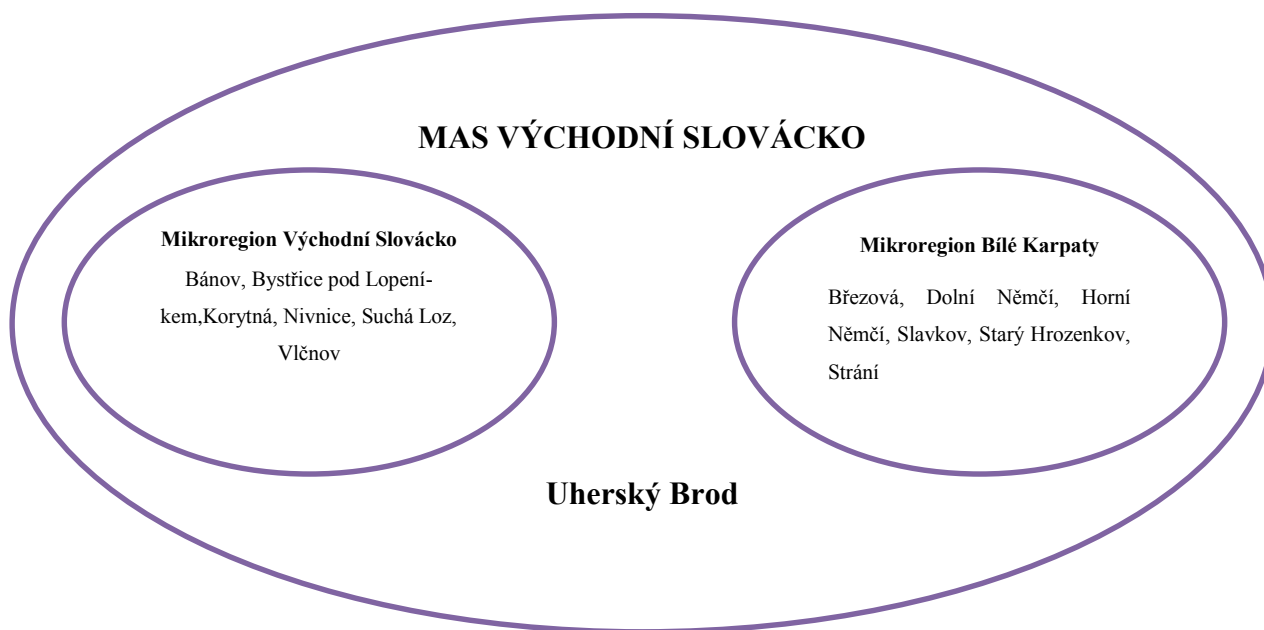 MAS VÝCHODNÍ SLOVÁCKO
Mikroregion Východní Slovácko
Bánov, Bystřice pod Lopení-
kem,Korytná, Nivnice, Suchá Loz,
Vlčnov
Mikroregion Bílé Karpaty
Březová, Dolní Němčí, Horní
Němčí, Slavkov, Starý Hrozenkov,
Strání
Uherský Brod